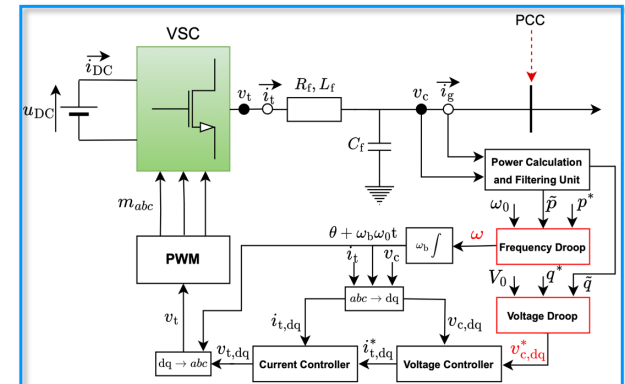 PCC
VSC
i_DC
u_DC
v_t
i_t
R_f, L_f
v_c
i_g
C_f
Power Calculation
and Filtering Unit
m_abc
ω_0
p̃
p*
θ + ω_bω_0t
ω_b ∫
ω
Frequency Droop
i_t
v_c
PWM
V_0
q*
q̃
abc → dq
Voltage Droop
v_t
i_t,dq
v_c,dq
v*_c,dq
dq → abc
v_t,dq
Current Controller
i*_t,dq
Voltage Controller